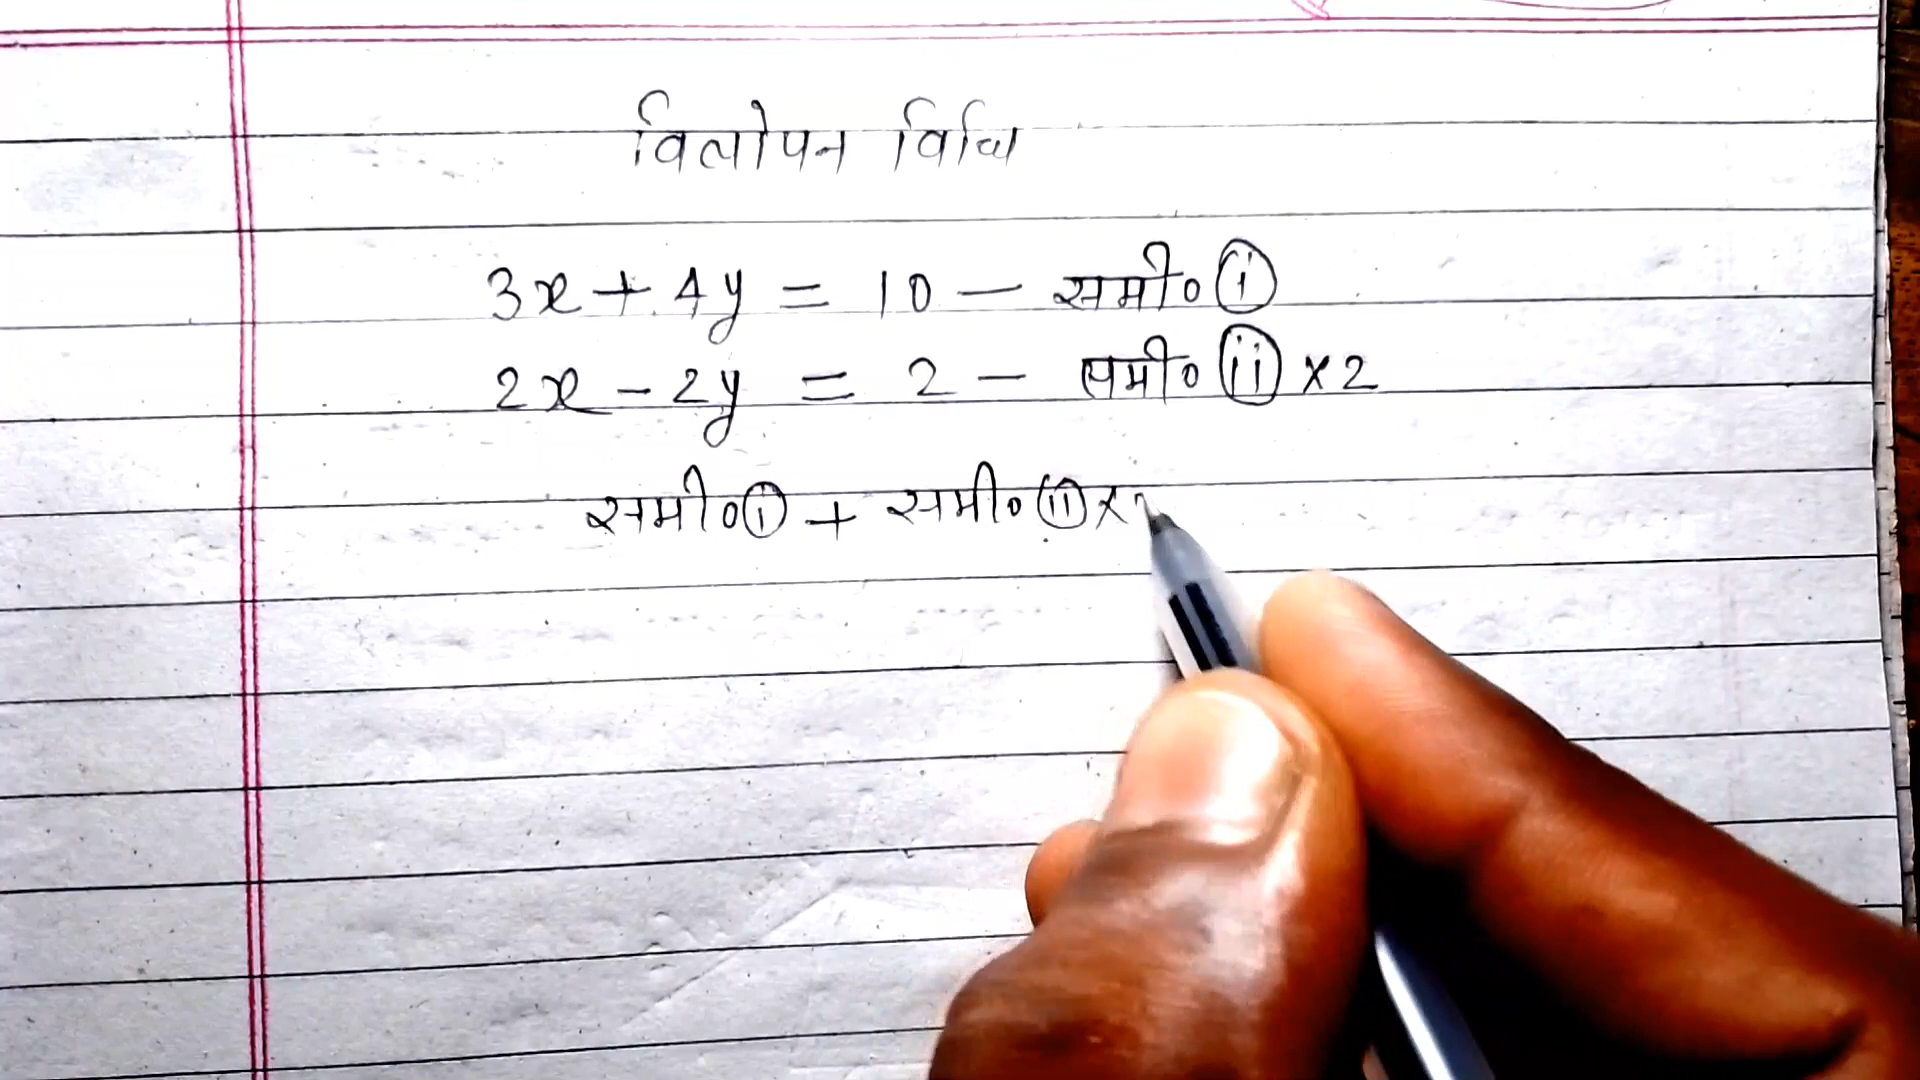 विलोपन विधि
3x + 4y = 10 — समी० (i)
2x - 2y = 2 — समी० (ii) × 2
समी० (i) + समी० (ii) ×